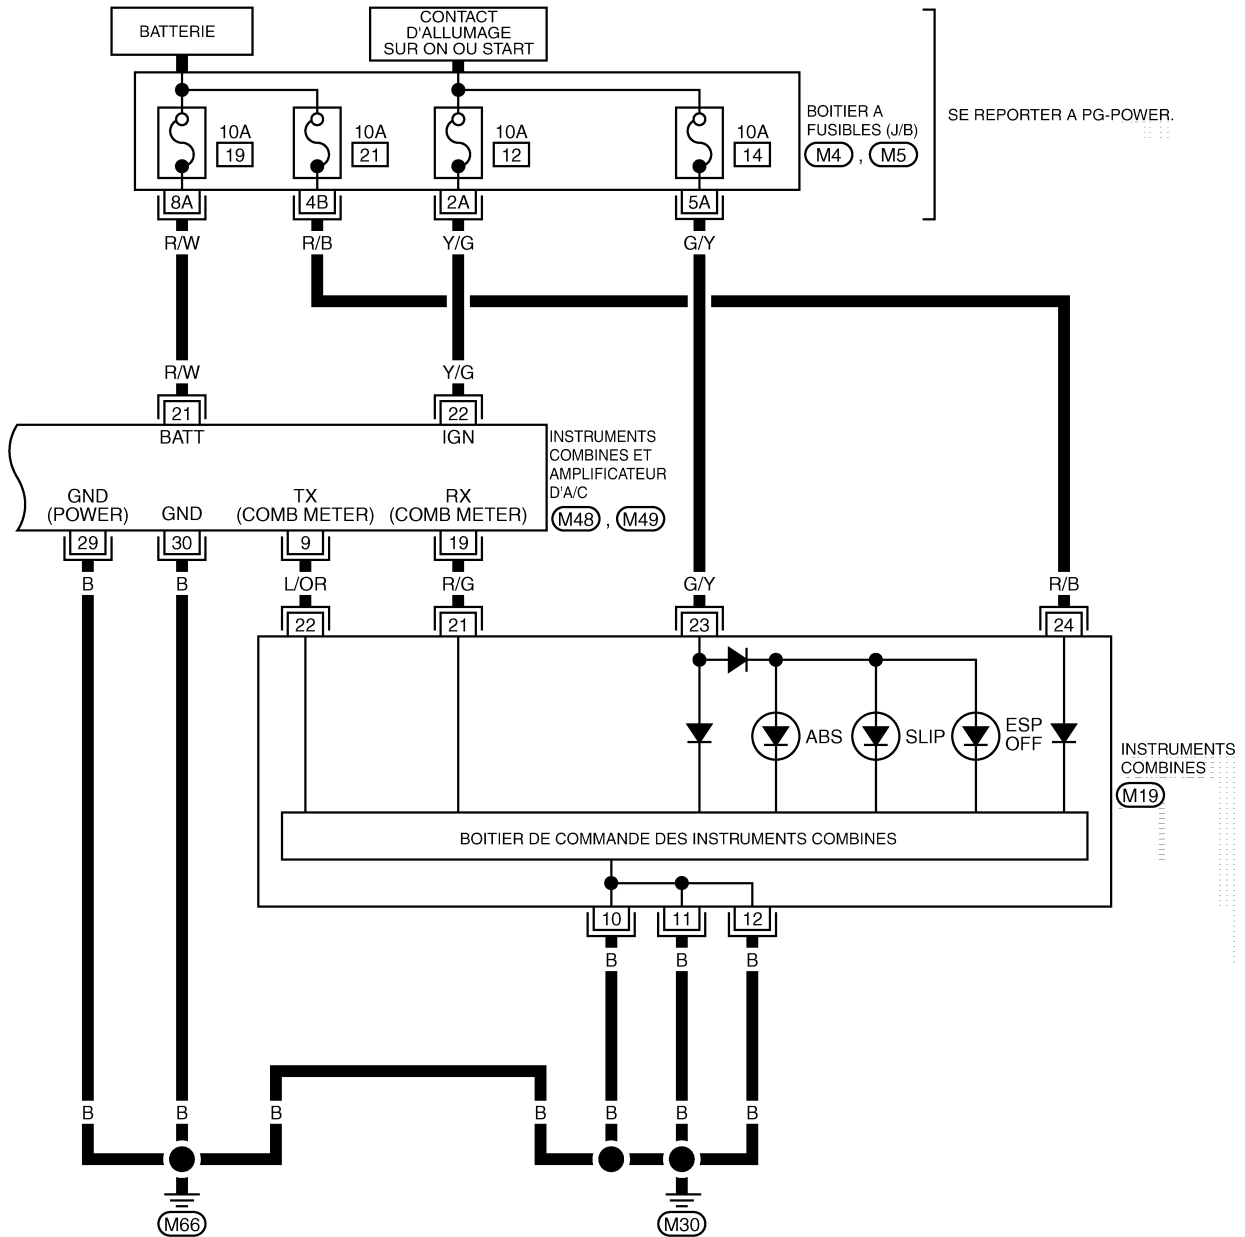 BATTERIE
CONTACT
D'ALLUMAGE
SUR ON OU START
10A
19
10A
21
10A
12
10A
14
BOITIER A
FUSIBLES (J/B)
M4 , M5
SE REPORTER A PG-POWER.
8A
4B
2A
5A
R/W
R/B
Y/G
G/Y
R/W
Y/G
21
22
BATT
IGN
INSTRUMENTS
COMBINES ET
AMPLIFICATEUR
D'A/C
M48 , M49
GND
(POWER)
GND
TX
(COMB METER)
RX
(COMB METER)
29
30
9
19
B
B
L/OR
R/G
G/Y
R/B
22
21
23
24
ABS
SLIP
ESP
OFF
INSTRUMENTS
COMBINES
M19
BOITIER DE COMMANDE DES INSTRUMENTS COMBINES
10
11
12
B
B
B
B
B
B
B
B
B
B
M66
M30